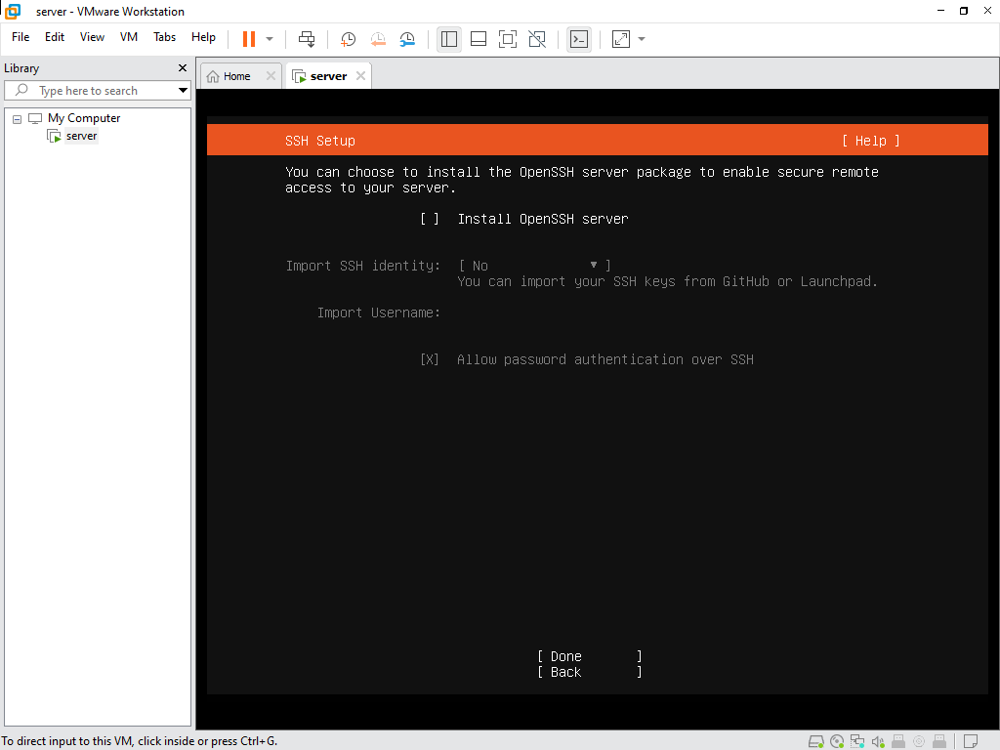 server - VMware Workstation
File Edit View VM Tabs Help
Library
Type here to search
My Computer
server
Home
server
SSH Setup [ Help ]
You can choose to install the OpenSSH server package to enable secure remote
access to your server.
[ ] Install OpenSSH server
Import SSH identity: [ No ▾ ]
You can import your SSH keys from GitHub or Launchpad.
Import Username:
[X] Allow password authentication over SSH
[ Done ]
[ Back ]
To direct input to this VM, click inside or press Ctrl+G.